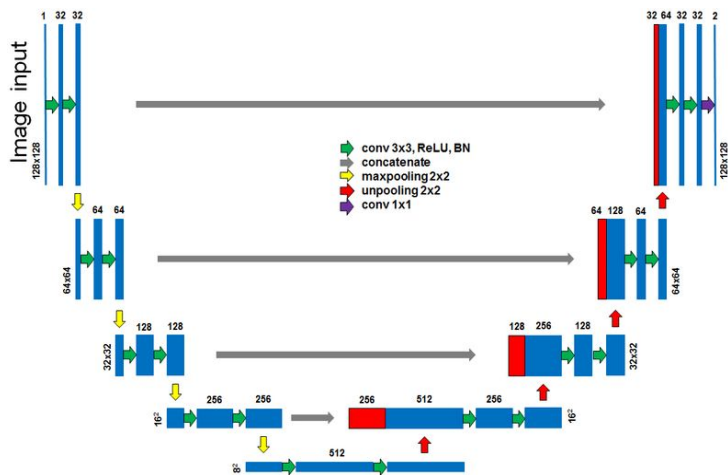 1 32 32
Image input
128x128
32 64 32 32 2
128x128
conv 3x3, ReLU, BN
concatenate
maxpooling 2x2
unpooling 2x2
conv 1x1
64 64
64x64
64 128 64
64x64
128 128
32x32
128 256 128
32x32
256 256
16²
256 512 256
16²
512
8²